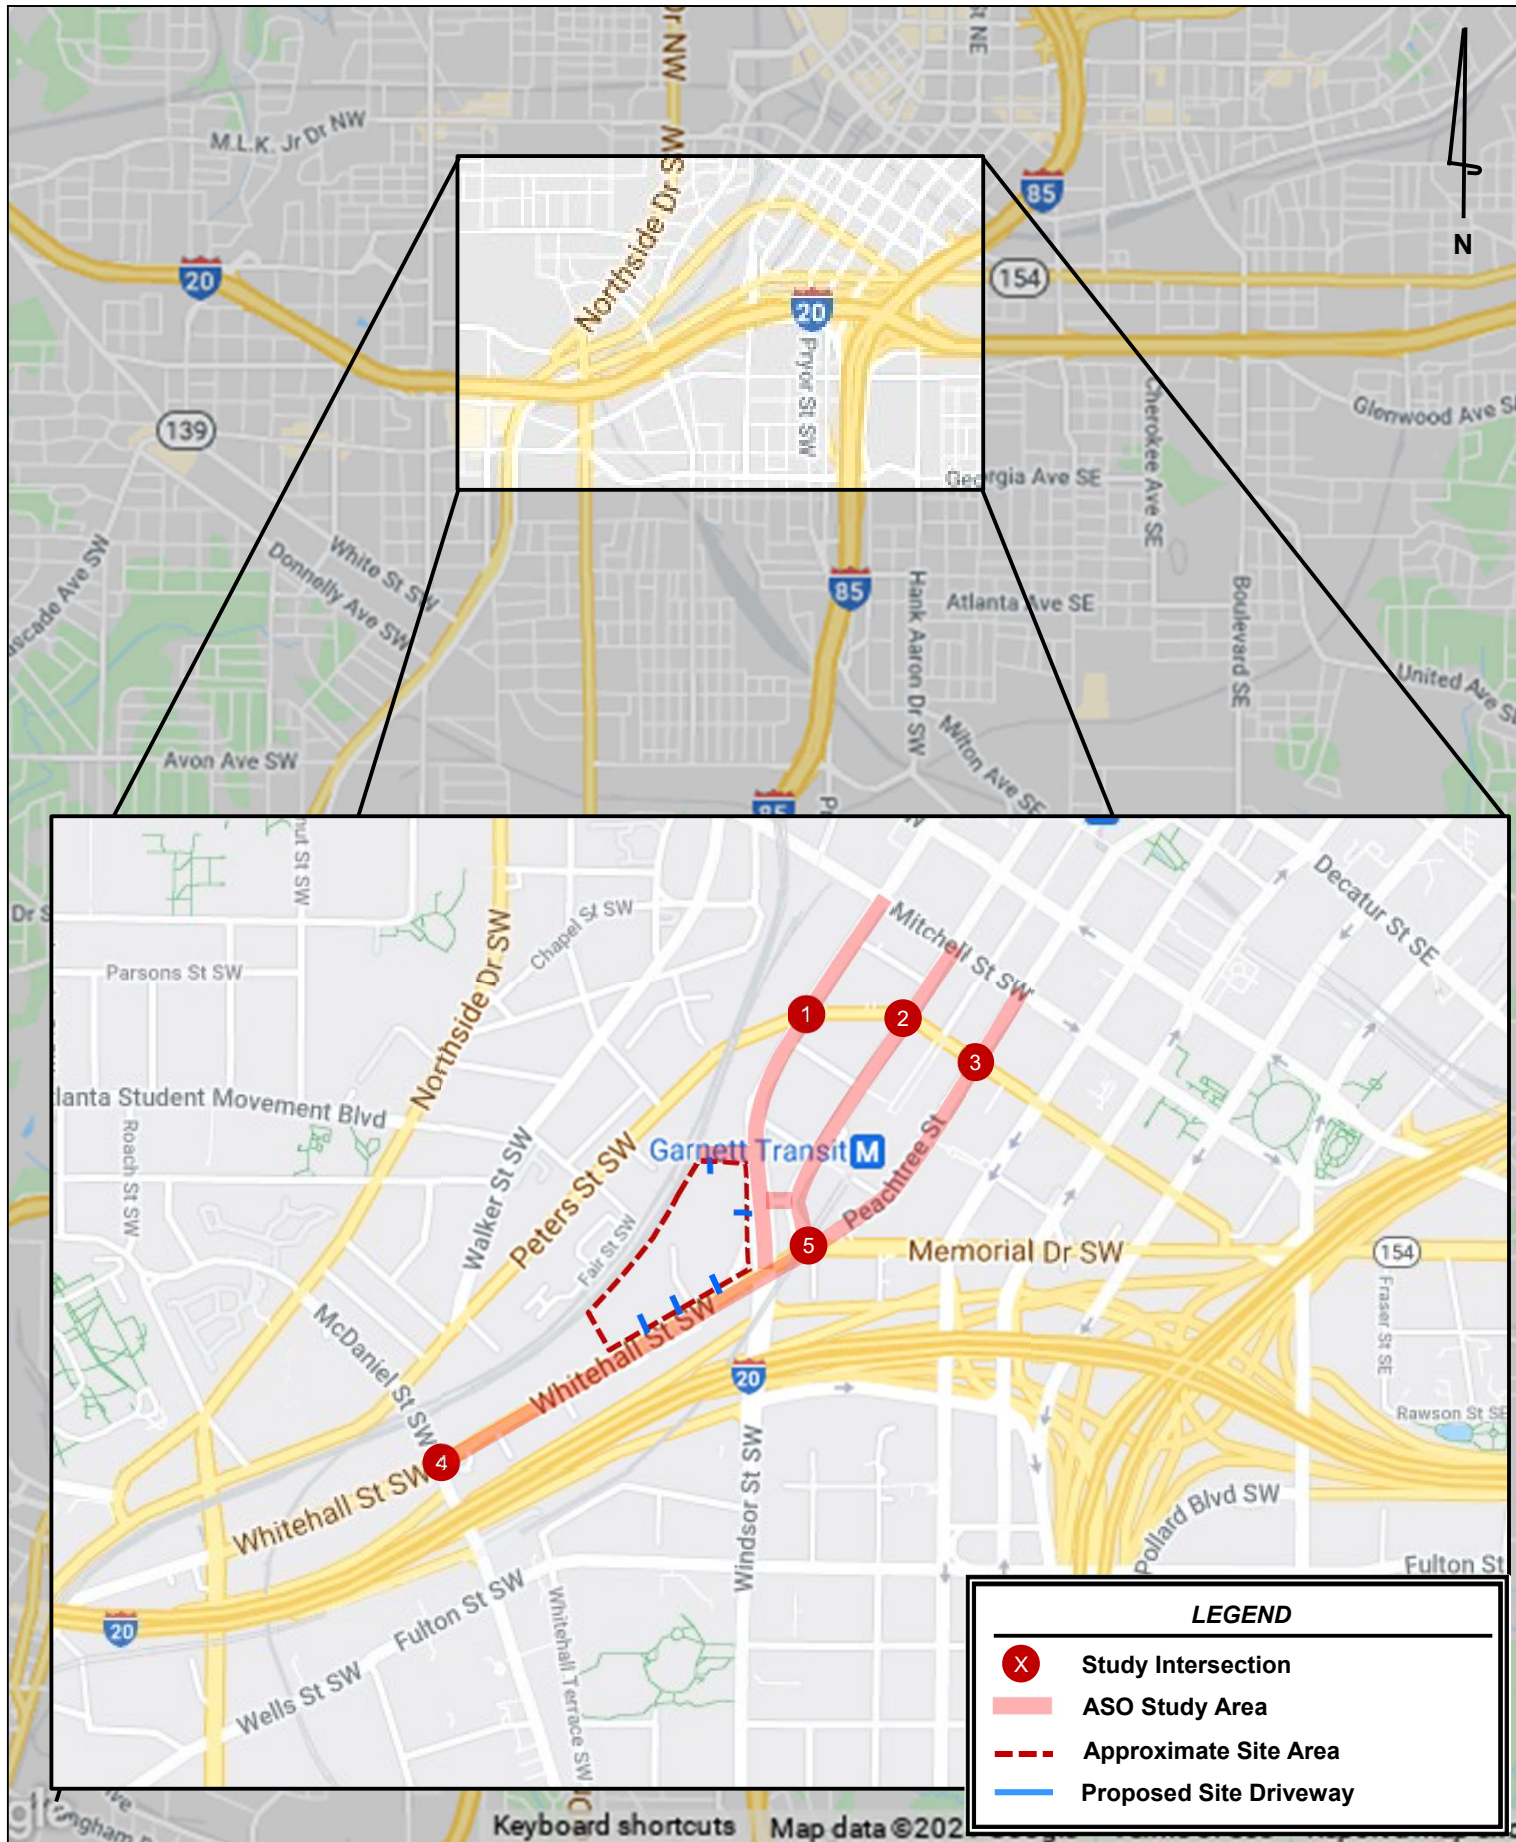 St NE
M.L.K. Jr Dr NW
85
N
20
Northside Dr S
154
20
Pryor St SW
139
Cherokee Ave SE
Glenwood Ave S
Georgia Ave SE
White St SW
Donnelly Ave SW
cascade Ave SW
85
Hank Aaron Dr SW
Atlanta Ave SE
Boulevard SE
United Ave S
Milton Ave SE
Avon Ave SW
85
nut St SW
Dr S
Chapel St SW
Decatur St SE
Mitchell St SW
Parsons St SW
Northside Dr SW
1
2
3
lanta Student Movement Blvd
Roach St SW
Walker St SW
Peters St SW
Garnett Transit M
Peachtree St
Fair St SW
5
Memorial Dr SW
154
Fraser St SE
McDaniel St SW
Whitehall St SW
20
Rawson St SE
4
Whitehall St SW
Windsor St SW
Pollard Blvd SW
Fulton St
20
Fulton St SW
Whitehall Terrace SW
Wells St SW
LEGEND
X Study Intersection
ASO Study Area
Approximate Site Area
Proposed Site Driveway
Keyboard shortcuts
Map data ©202